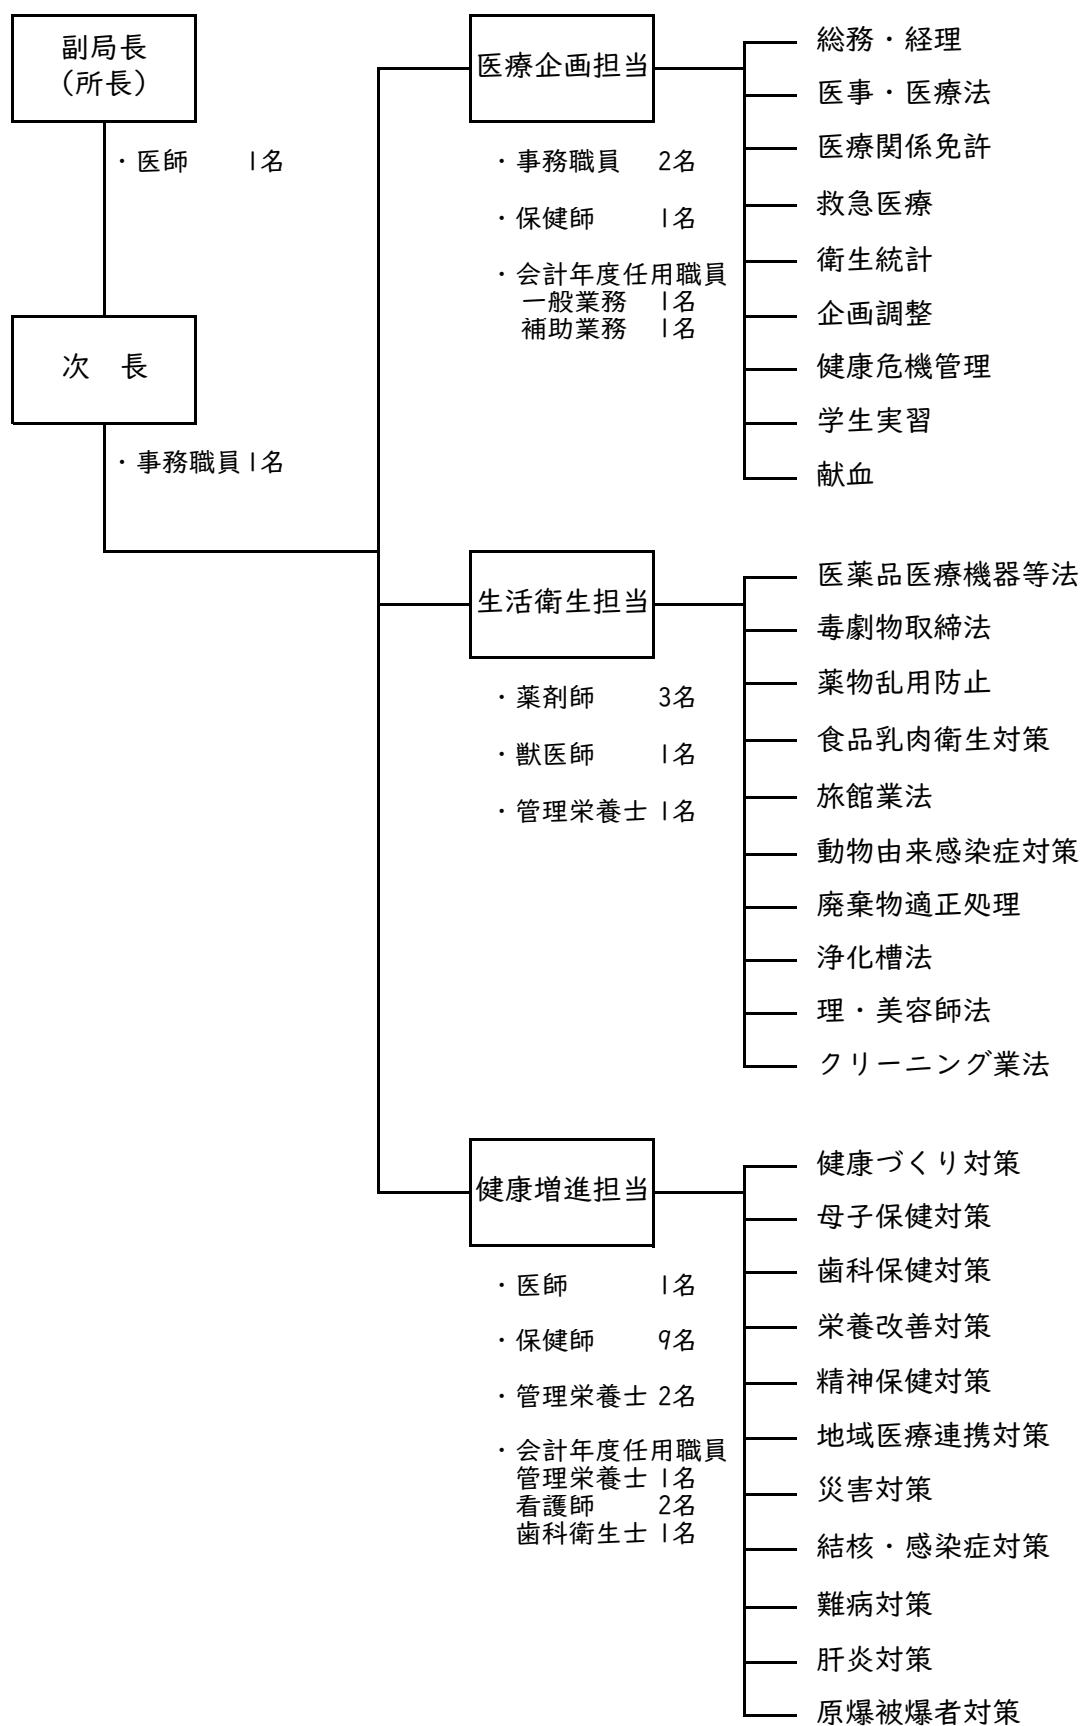 副局長
（所長）
・医師 1名
次 長
・事務職員 1名
医療企画担当
・事務職員 2名
・保健師 1名
・会計年度任用職員
一般業務 1名
補助業務 1名
総務・経理
医事・医療法
医療関係免許
救急医療
衛生統計
企画調整
健康危機管理
学生実習
献血
生活衛生担当
・薬剤師 3名
・獣医師 1名
・管理栄養士 1名
医薬品医療機器等法
毒劇物取締法
薬物乱用防止
食品乳肉衛生対策
旅館業法
動物由来感染症対策
廃棄物適正処理
浄化槽法
理・美容師法
クリーニング業法
健康増進担当
・医師 1名
・保健師 9名
・管理栄養士 2名
・会計年度任用職員
管理栄養士 1名
看護師 2名
歯科衛生士 1名
健康づくり対策
母子保健対策
歯科保健対策
栄養改善対策
精神保健対策
地域医療連携対策
災害対策
結核・感染症対策
難病対策
肝炎対策
原爆被爆者対策